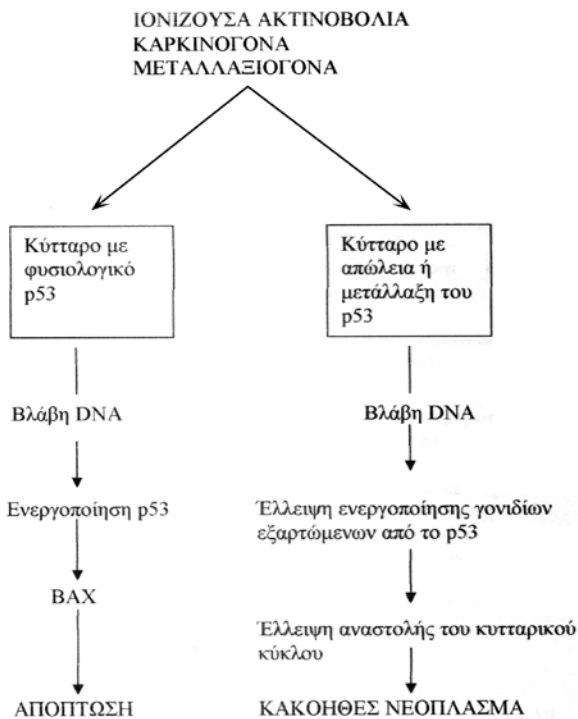 ΙΟΝΙΖΟΥΣΑ ΑΚΤΙΝΟΒΟΛΙΑ
ΚΑΡΚΙΝΟΓΟΝΑ
ΜΕΤΑΛΛΑΞΙΟΓΟΝΑ
Κύτταρο με
φυσιολογικό
p53
Βλάβη DNA
Ενεργοποίηση p53
BAX
ΑΠΟΠΤΩΣΗ
Κύτταρο με
απώλεια ή
μετάλλαξη του
p53
Βλάβη DNA
Έλλειψη ενεργοποίησης γονιδίων
εξαρτώμενων από το p53
Έλλειψη αναστολής του κυτταρικού
κύκλου
ΚΑΚΟΗΘΕΣ ΝΕΟΠΛΑΣΜΑ